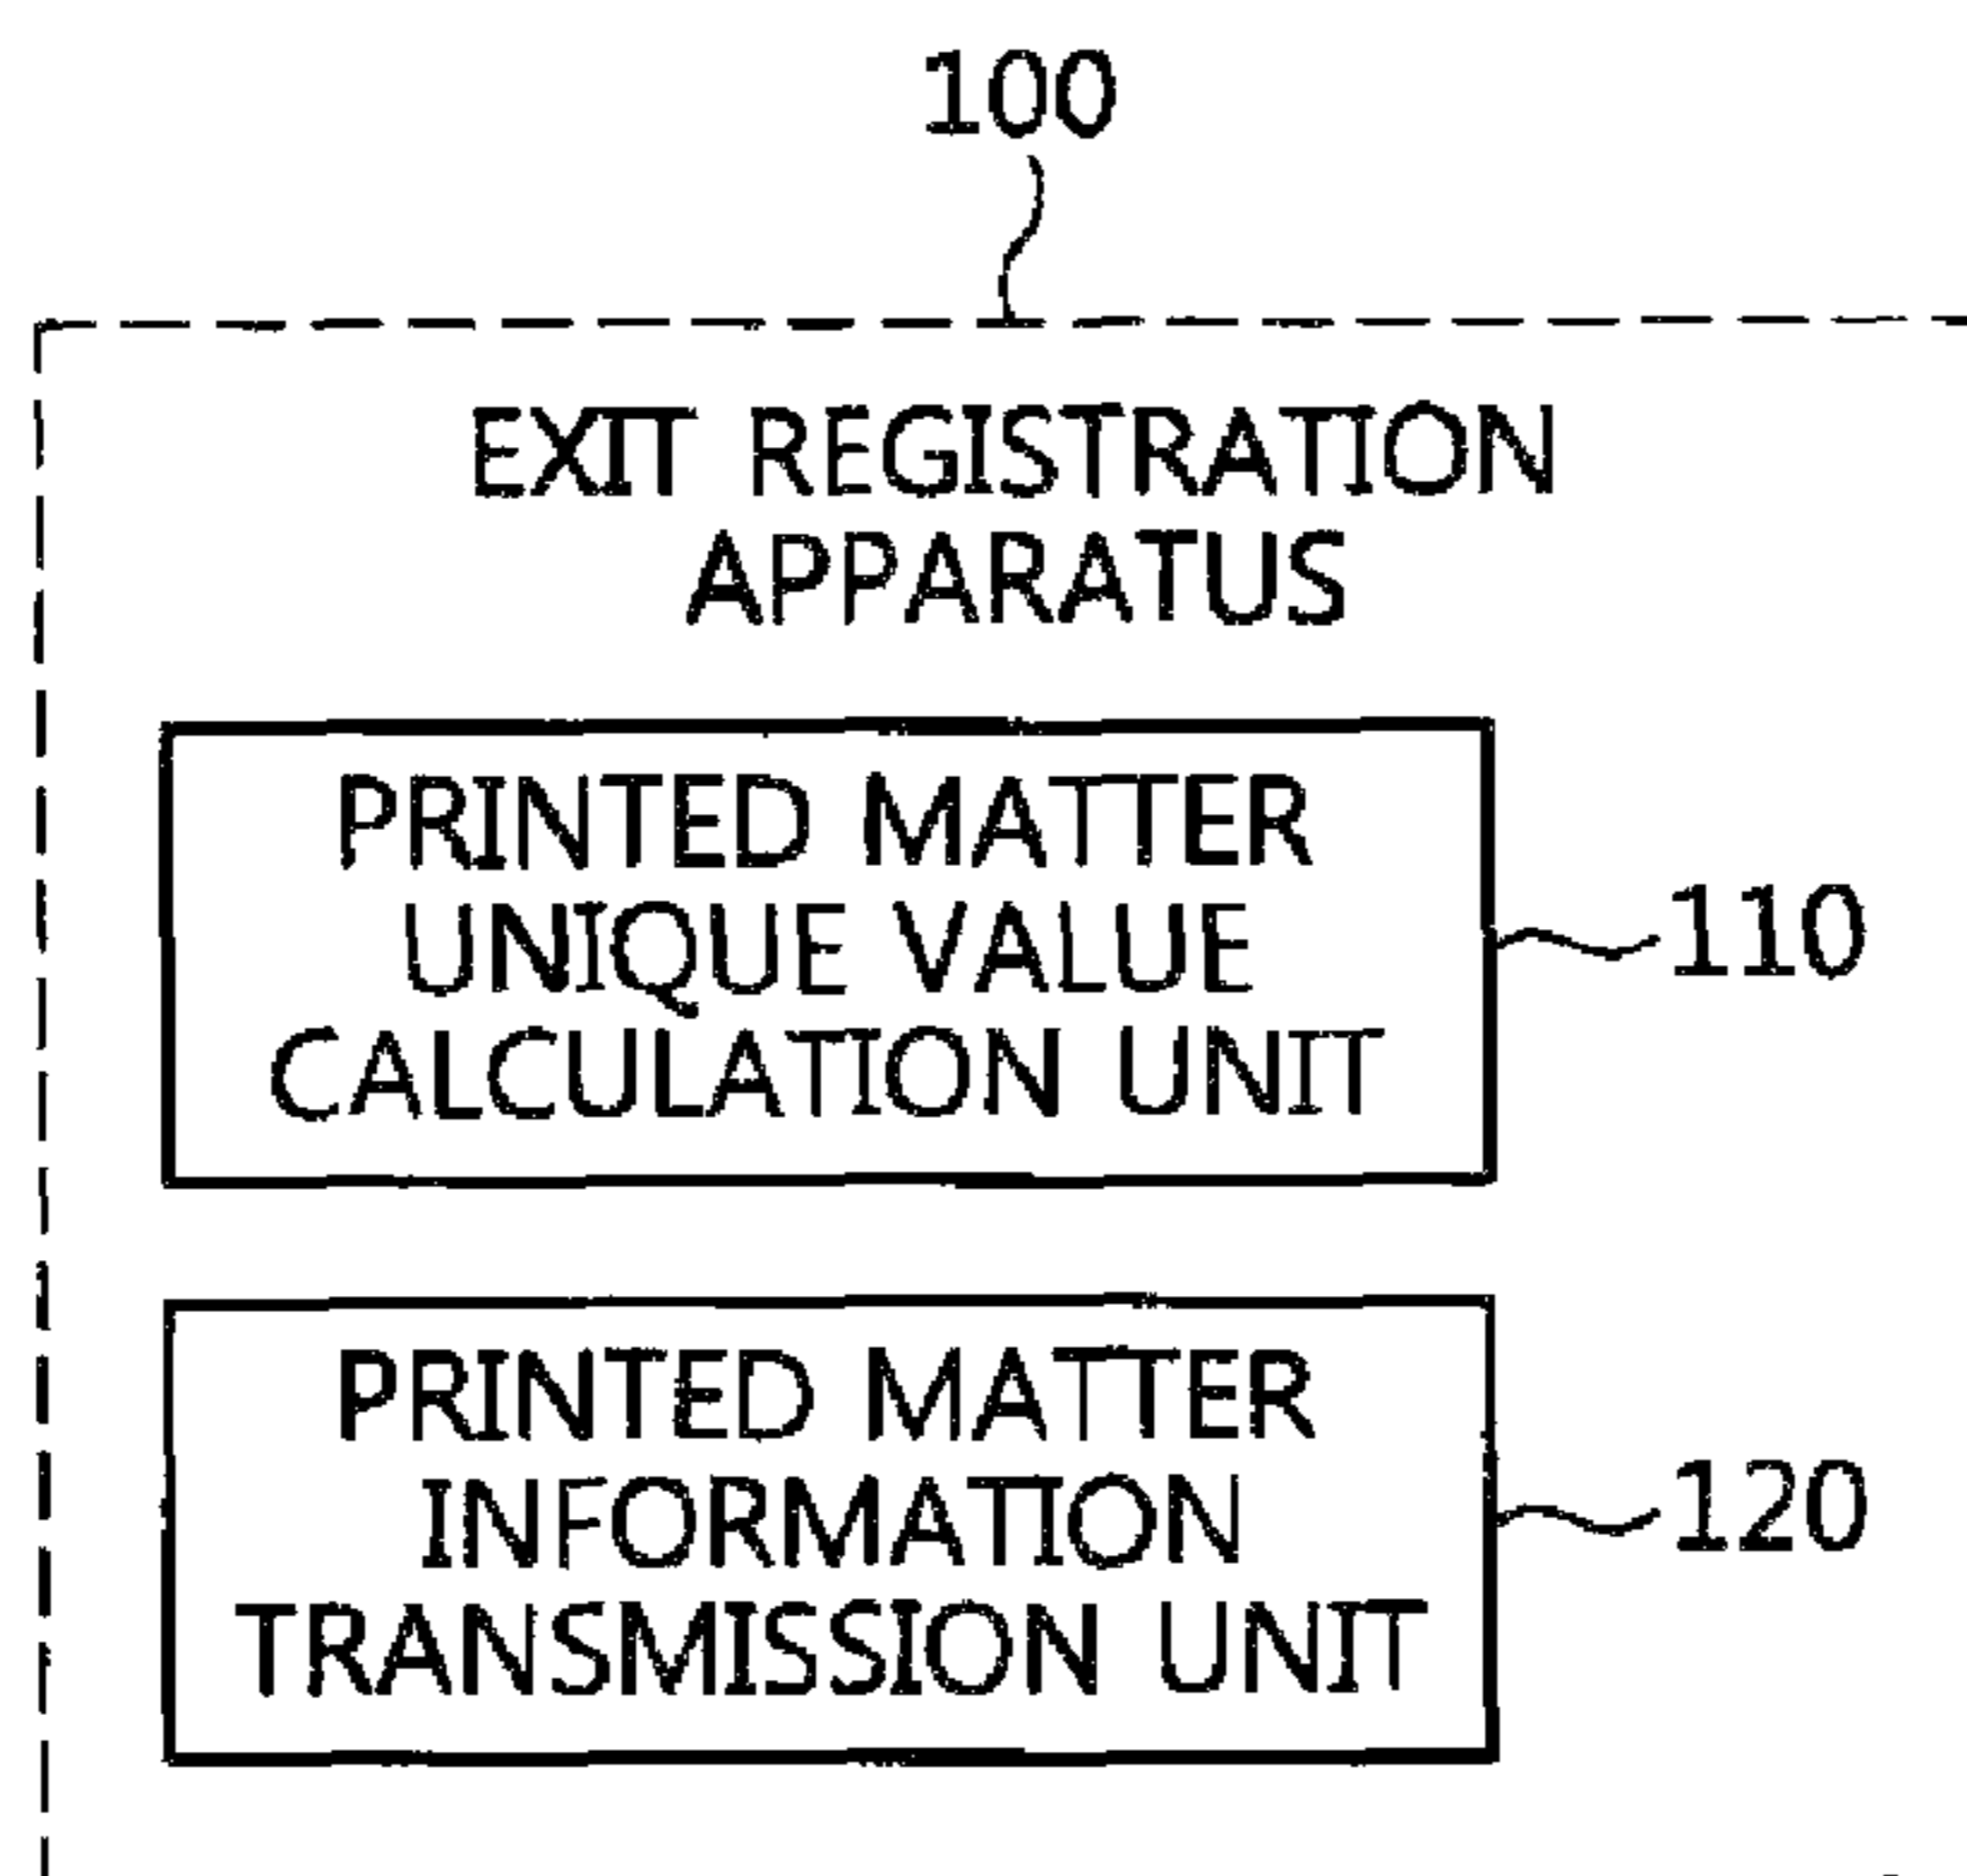 100
EXIT REGISTRATION
APPARATUS
PRINTED MATTER
UNIQUE VALUE
CALCULATION UNIT
110
PRINTED MATTER
INFORMATION
TRANSMISSION UNIT
120